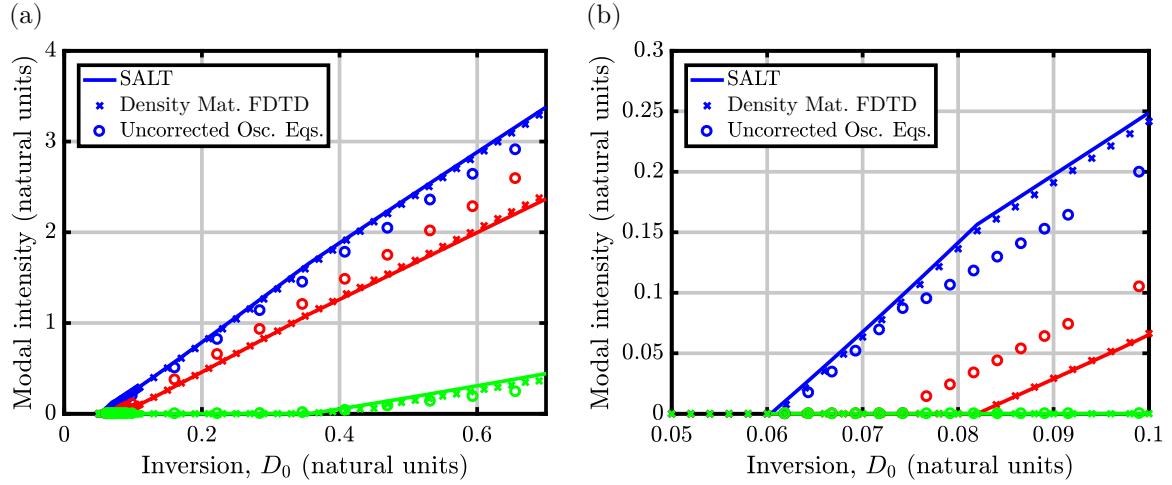 (a)
Modal intensity (natural units)
4
3
2
1
0
SALT
Density Mat. FDTD
Uncorrected Osc. Eqs.
0 0.2 0.4 0.6
Inversion, D₀ (natural units)
(b)
Modal intensity (natural units)
0.3
0.25
0.2
0.15
0.1
0.05
0
SALT
Density Mat. FDTD
Uncorrected Osc. Eqs.
0.05 0.06 0.07 0.08 0.09 0.1
Inversion, D₀ (natural units)